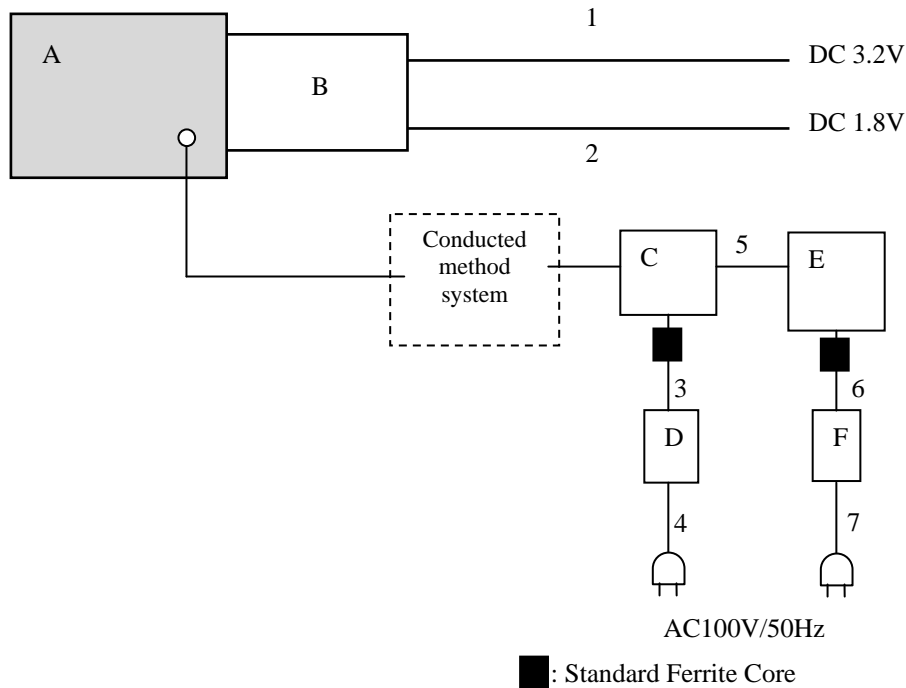 1
A
DC 3.2V
B
DC 1.8V
2
Conducted
method
system
C
5
E
3
6
D
F
4
7
AC100V/50Hz
: Standard Ferrite Core